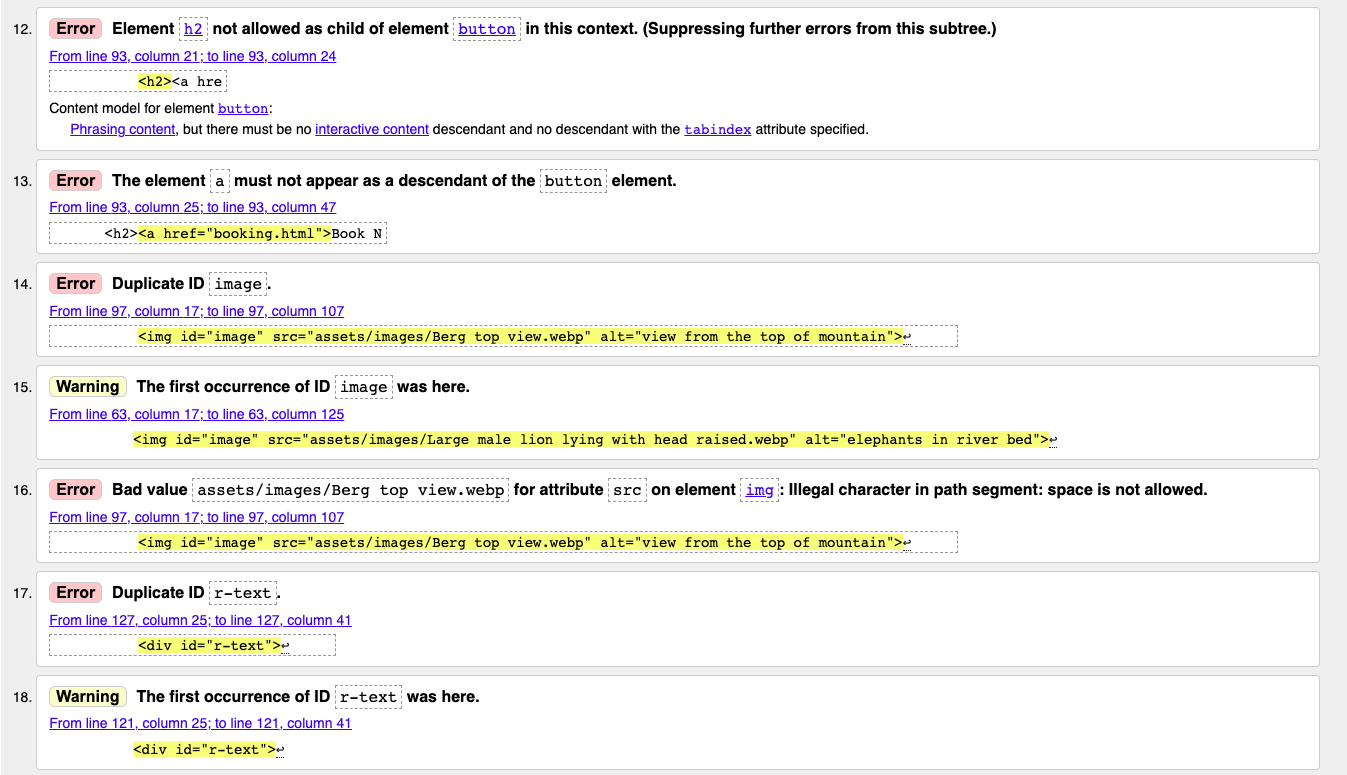 12. Error Element h2 not allowed as child of element button in this context. (Suppressing further errors from this subtree.)
From line 93, column 21; to line 93, column 24
<h2><a hre
Content model for element button:
Phrasing content, but there must be no interactive content descendant and no descendant with the tabindex attribute specified.
13. Error The element a must not appear as a descendant of the button element.
From line 93, column 25; to line 93, column 47
<h2><a href="booking.html">Book N
14. Error Duplicate ID image.
From line 97, column 17; to line 97, column 107
<img id="image" src="assets/images/Berg top view.webp" alt="view from the top of mountain">↩
15. Warning The first occurrence of ID image was here.
From line 63, column 17; to line 63, column 125
<img id="image" src="assets/images/Large male lion lying with head raised.webp" alt="elephants in river bed">↩
16. Error Bad value assets/images/Berg top view.webp for attribute src on element img: Illegal character in path segment: space is not allowed.
From line 97, column 17; to line 97, column 107
<img id="image" src="assets/images/Berg top view.webp" alt="view from the top of mountain">↩
17. Error Duplicate ID r-text.
From line 127, column 25; to line 127, column 41
<div id="r-text">↩
18. Warning The first occurrence of ID r-text was here.
From line 121, column 25; to line 121, column 41
<div id="r-text">↩